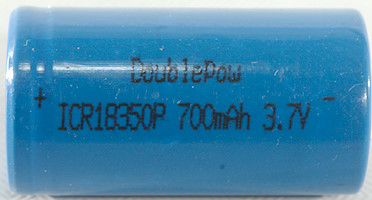 DoublePow
+ ICR18350P 700mAh 3.7V -